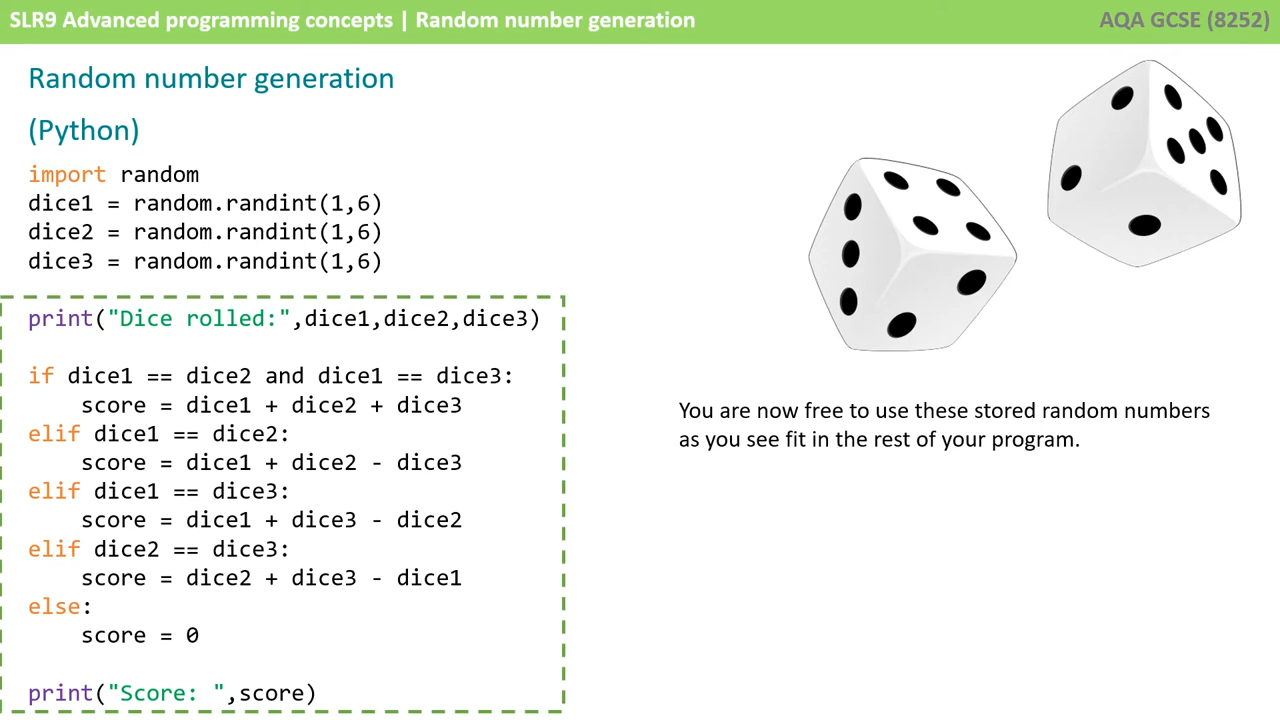 SLR9 Advanced programming concepts | Random number generation
AQA GCSE (8252)
Random number generation
(Python)
import random
dice1 = random.randint(1,6)
dice2 = random.randint(1,6)
dice3 = random.randint(1,6)
print("Dice rolled:",dice1,dice2,dice3)
if dice1 == dice2 and dice1 == dice3:
    score = dice1 + dice2 + dice3
elif dice1 == dice2:
    score = dice1 + dice2 - dice3
elif dice1 == dice3:
    score = dice1 + dice3 - dice2
elif dice2 == dice3:
    score = dice2 + dice3 - dice1
else:
    score = 0
print("Score: ",score)
You are now free to use these stored random numbers
as you see fit in the rest of your program.